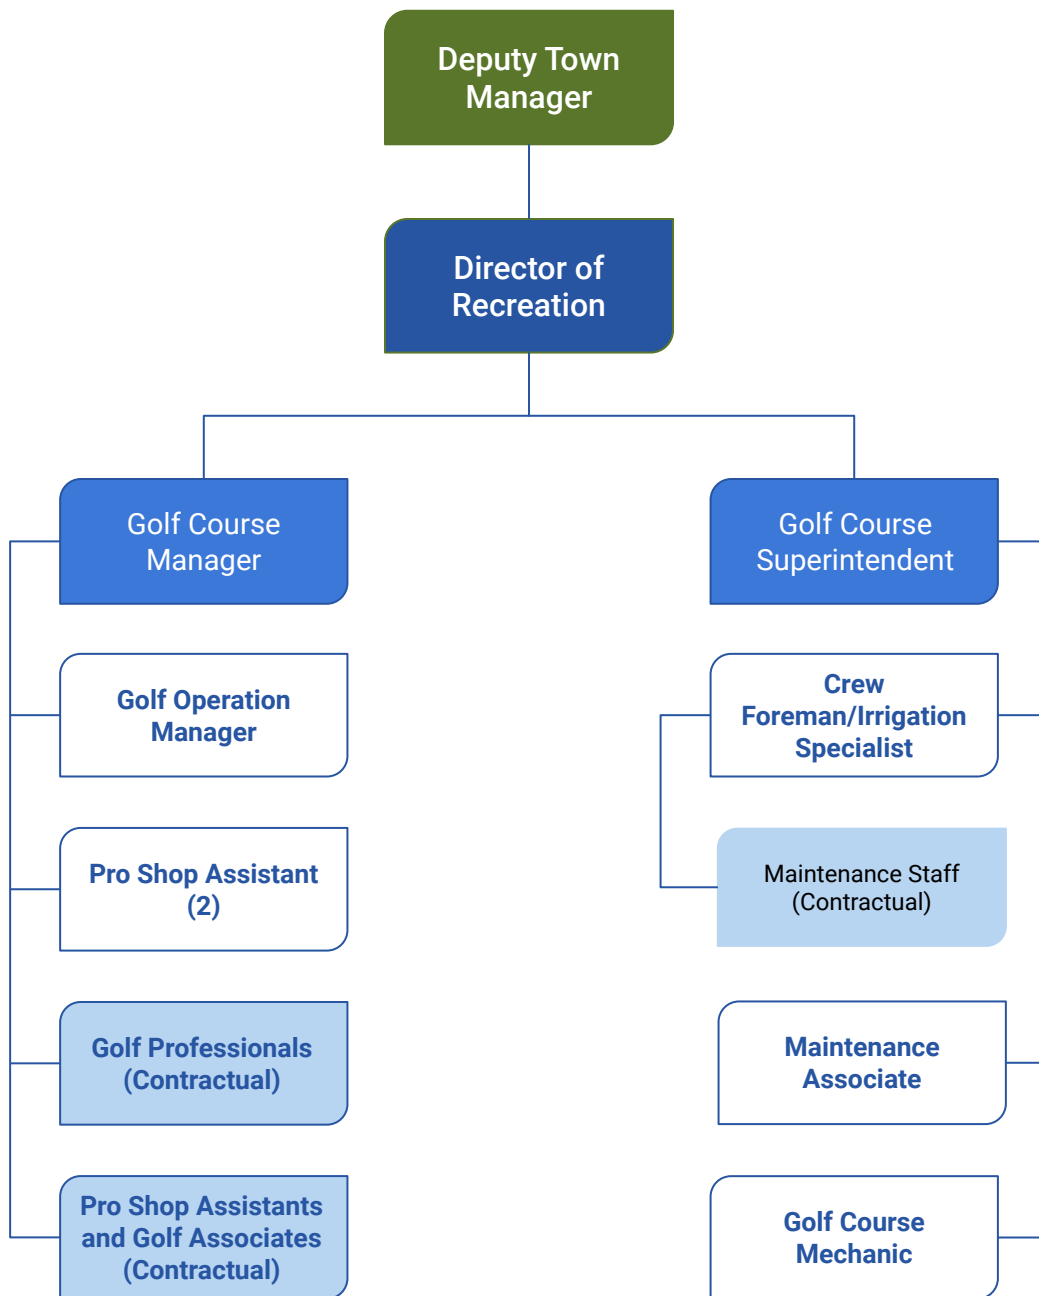 Deputy Town
Manager
Director of
Recreation
Golf Course
Manager
Golf Operation
Manager
Pro Shop Assistant
(2)
Golf Professionals
(Contractual)
Pro Shop Assistants
and Golf Associates
(Contractual)
Golf Course
Superintendent
Crew
Foreman/Irrigation
Specialist
Maintenance Staff
(Contractual)
Maintenance
Associate
Golf Course
Mechanic